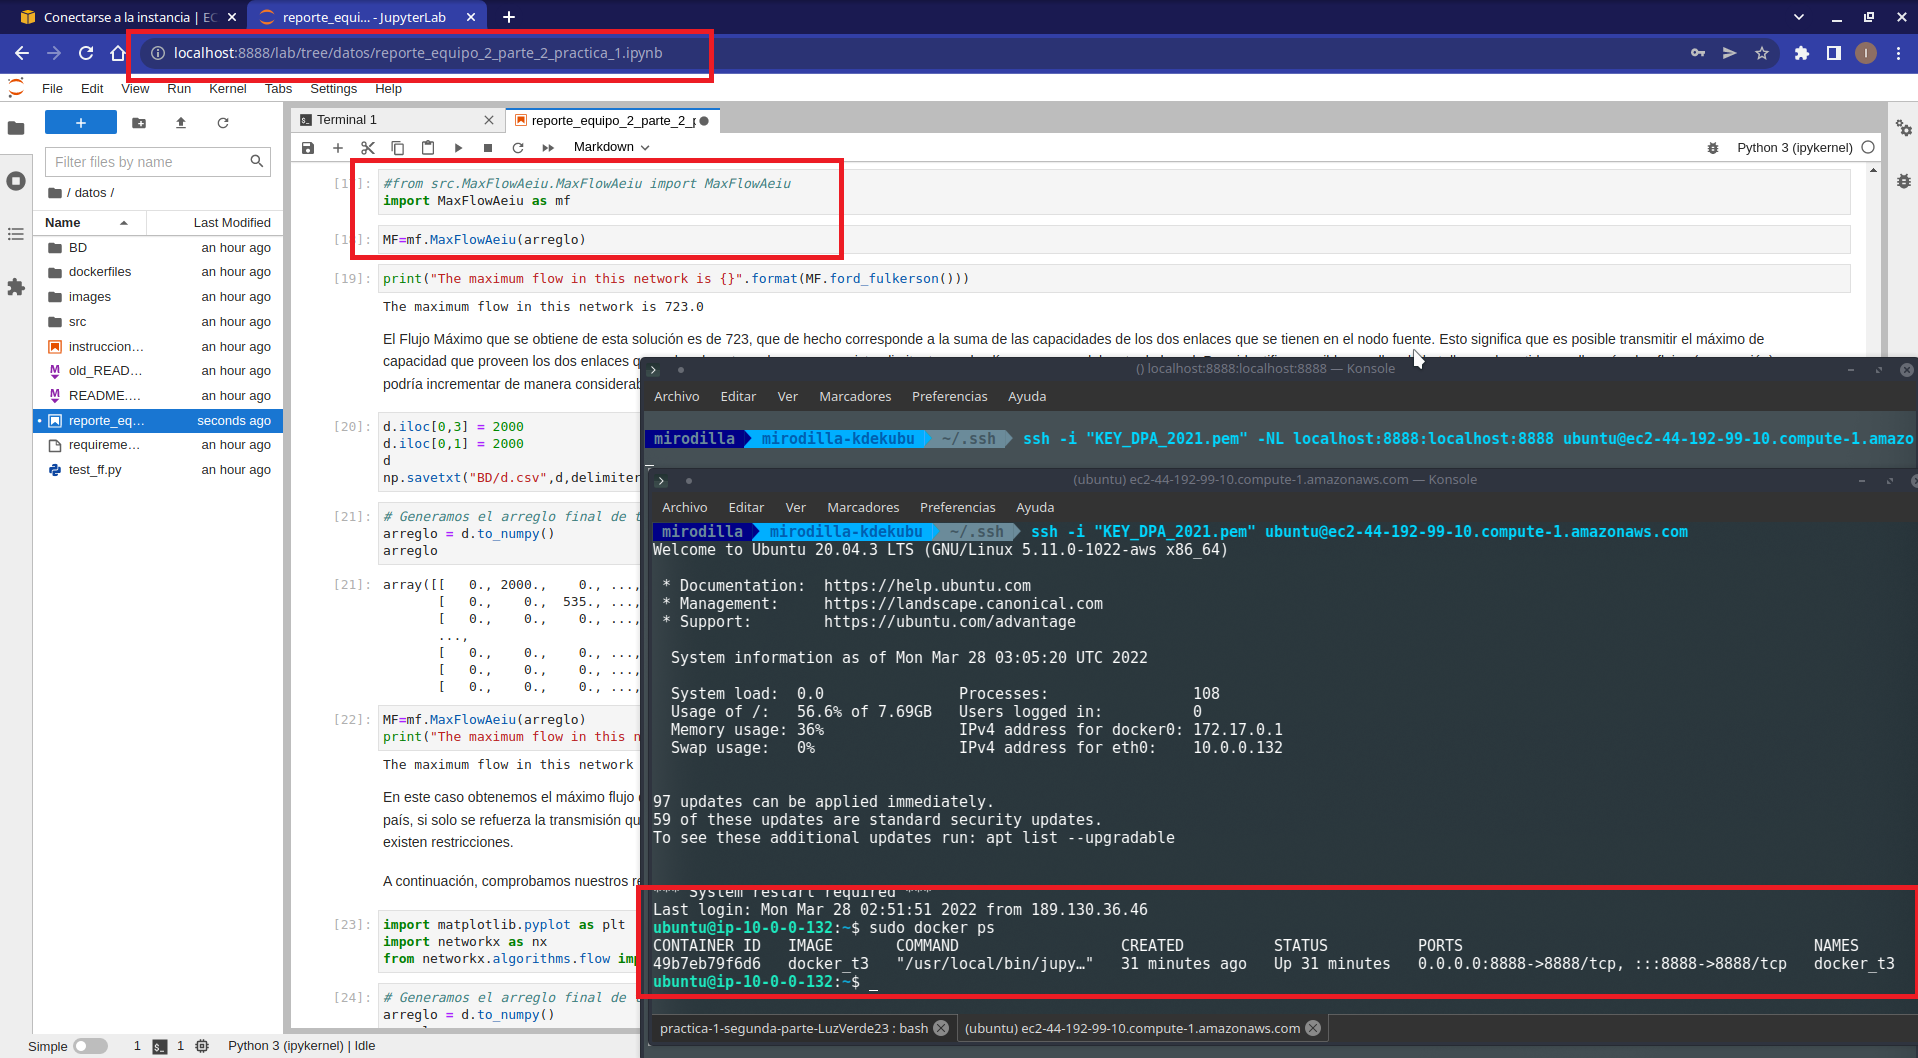 Conectarse a la instancia | EC
reporte_equi... - JupyterLab
localhost:8888/lab/tree/datos/reporte_equipo_2_parte_2_practica_1.ipynb
I
File Edit View Run Kernel Tabs Settings Help
Filter files by name
/ datos /
Name Last Modified
BD an hour ago
dockerfiles an hour ago
images an hour ago
src an hour ago
instruccion... an hour ago
old_READ... an hour ago
README.... an hour ago
reporte_eq... seconds ago
requireme... an hour ago
test_ff.py an hour ago
Terminal 1
reporte_equipo_2_parte_2_p
Markdown
Python 3 (ipykernel)
#from src.MaxFlowAeiu.MaxFlowAeiu import MaxFlowAeiu
import MaxFlowAeiu as mf
MF=mf.MaxFlowAeiu(arreglo)
[19]: print("The maximum flow in this network is {}".format(MF.ford_fulkerson()))
The maximum flow in this network is 723.0
El Flujo Máximo que se obtiene de esta solución es de 723, que de hecho corresponde a la suma de las capacidades de los dos enlaces que se tienen en el nodo fuente. Esto significa que es posible transmitir el máximo de
capacidad que proveen los dos enlaces
podría incrementar de manera considerab
[20]: d.iloc[0,3] = 2000
d.iloc[0,1] = 2000
d
np.savetxt("BD/d.csv",d,delimiter
[21]: # Generamos el arreglo final de
arreglo = d.to_numpy()
arreglo
[21]: array([[ 0., 2000., 0., ...,
[ 0., 0., 535., ...,
[ 0., 0., 0., ...,
...,
[ 0., 0., 0., ...,
[ 0., 0., 0., ...,
[ 0., 0., 0., ...,
[22]: MF=mf.MaxFlowAeiu(arreglo)
print("The maximum flow in this n
The maximum flow in this network
En este caso obtenemos el máximo flujo
país, si solo se refuerza la transmisión qu
existen restricciones.
A continuación, comprobamos nuestros re
[23]: import matplotlib.pyplot as plt
import networkx as nx
from networkx.algorithms.flow imp
[24]: # Generamos el arreglo final de
arreglo = d.to_numpy()
Simple 1 1 Python 3 (ipykernel) | Idle
() localhost:8888:localhost:8888 — Konsole
Archivo Editar Ver Marcadores Preferencias Ayuda
mirodilla mirodilla-kdekubu ~/.ssh ssh -i "KEY_DPA_2021.pem" -NL localhost:8888:localhost:8888 ubuntu@ec2-44-192-99-10.compute-1.amazo
(ubuntu) ec2-44-192-99-10.compute-1.amazonaws.com — Konsole
Archivo Editar Ver Marcadores Preferencias Ayuda
mirodilla mirodilla-kdekubu ~/.ssh ssh -i "KEY_DPA_2021.pem" ubuntu@ec2-44-192-99-10.compute-1.amazonaws.com
Welcome to Ubuntu 20.04.3 LTS (GNU/Linux 5.11.0-1022-aws x86_64)
* Documentation: https://help.ubuntu.com
* Management: https://landscape.canonical.com
* Support: https://ubuntu.com/advantage
System information as of Mon Mar 28 03:05:20 UTC 2022
System load: 0.0 Processes: 108
Usage of /: 56.6% of 7.69GB Users logged in: 0
Memory usage: 36% IPv4 address for docker0: 172.17.0.1
Swap usage: 0% IPv4 address for eth0: 10.0.0.132
97 updates can be applied immediately.
59 of these updates are standard security updates.
To see these additional updates run: apt list --upgradable
*** System restart required ***
Last login: Mon Mar 28 02:51:51 2022 from 189.130.36.46
ubuntu@ip-10-0-0-132:~$ sudo docker ps
CONTAINER ID IMAGE COMMAND CREATED STATUS PORTS NAMES
49b7eb79f6d6 docker_t3 "/usr/local/bin/jupy…" 31 minutes ago Up 31 minutes 0.0.0.0:8888->8888/tcp, :::8888->8888/tcp docker_t3
ubuntu@ip-10-0-0-132:~$ _
practica-1-segunda-parte-LuzVerde23 : bash
(ubuntu) ec2-44-192-99-10.compute-1.amazonaws.com